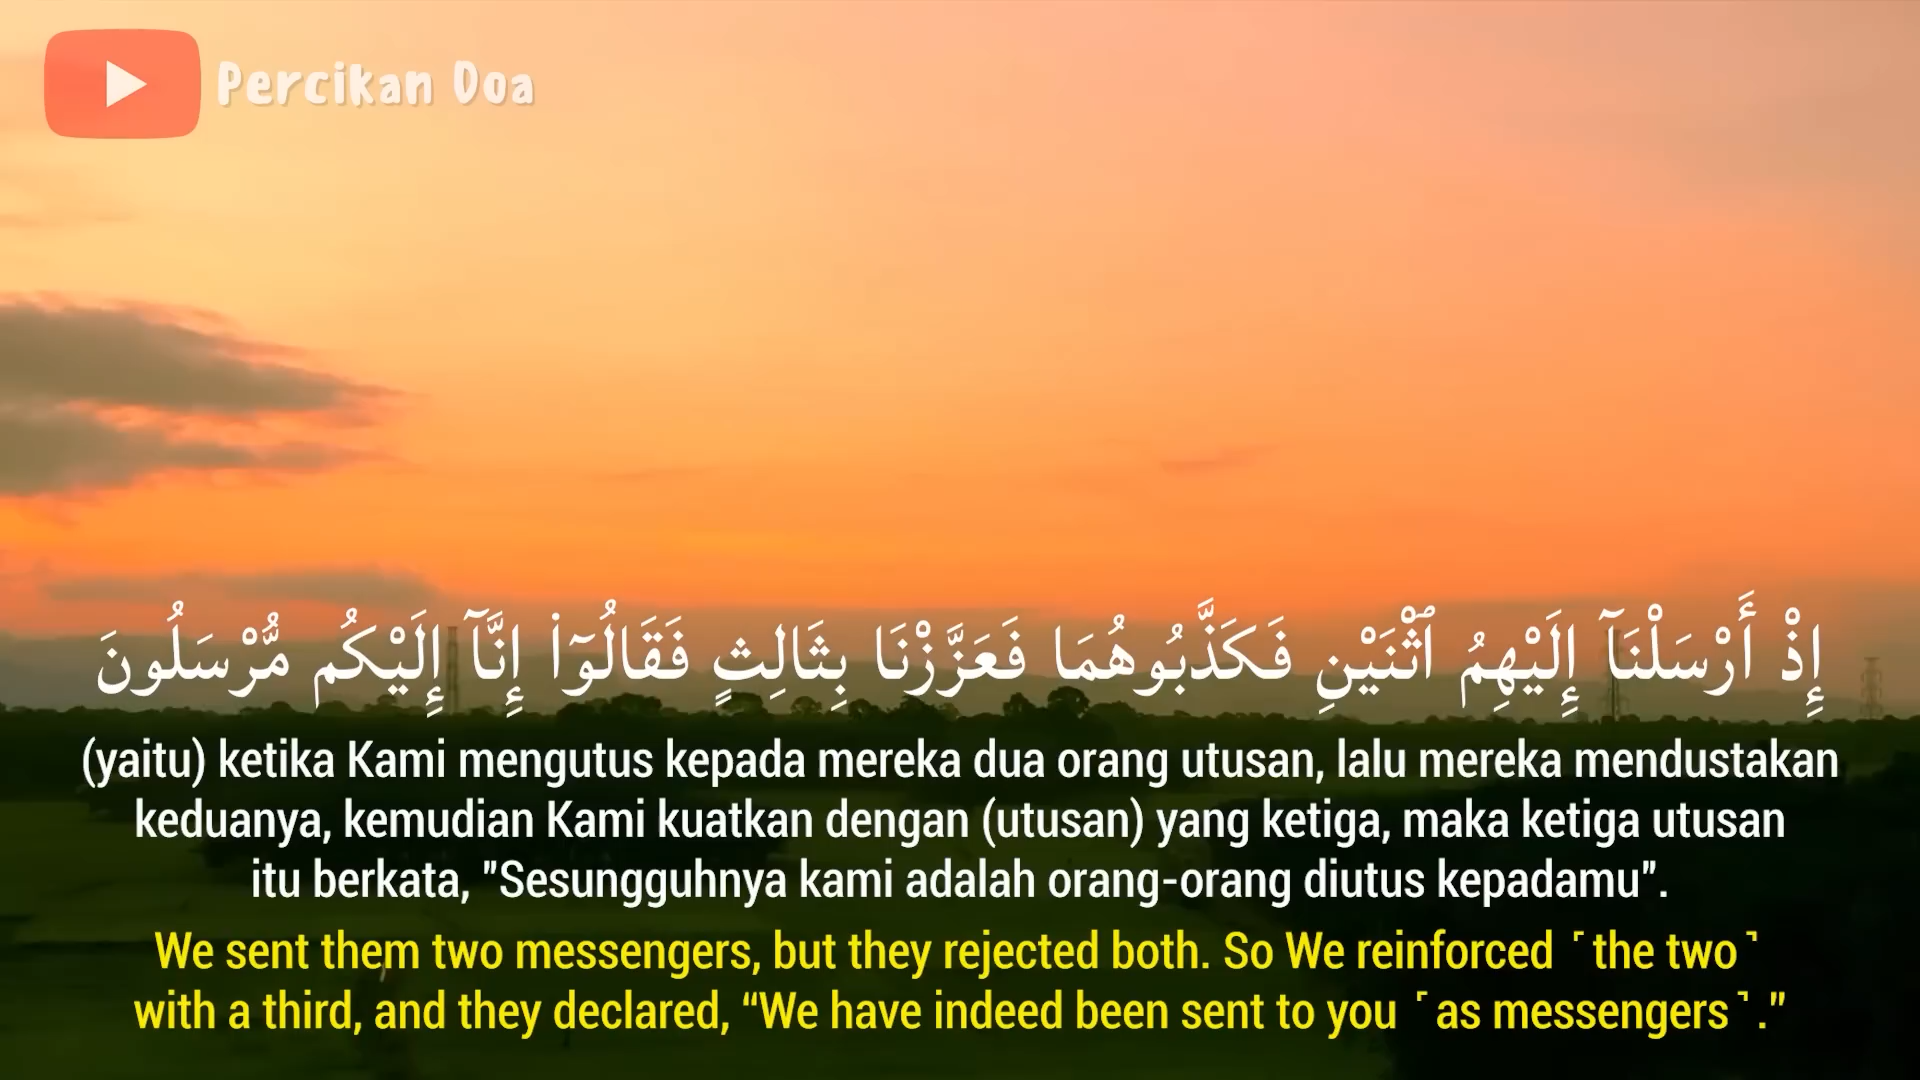 Percikan Doa
إِذْ أَرْسَلْنَآ إِلَيْهِمُ ٱثْنَيْنِ فَكَذَّبُوهُمَا فَعَزَّزْنَا بِثَالِثٍ فَقَالُوٓا۟ إِنَّآ إِلَيْكُم مُّرْسَلُونَ
(yaitu) ketika Kami mengutus kepada mereka dua orang utusan, lalu mereka mendustakan
keduanya, kemudian Kami kuatkan dengan (utusan) yang ketiga, maka ketiga utusan
itu berkata, "Sesungguhnya kami adalah orang-orang diutus kepadamu".
We sent them two messengers, but they rejected both. So We reinforced ˹the two˺
with a third, and they declared, “We have indeed been sent to you ˹as messengers˺.”